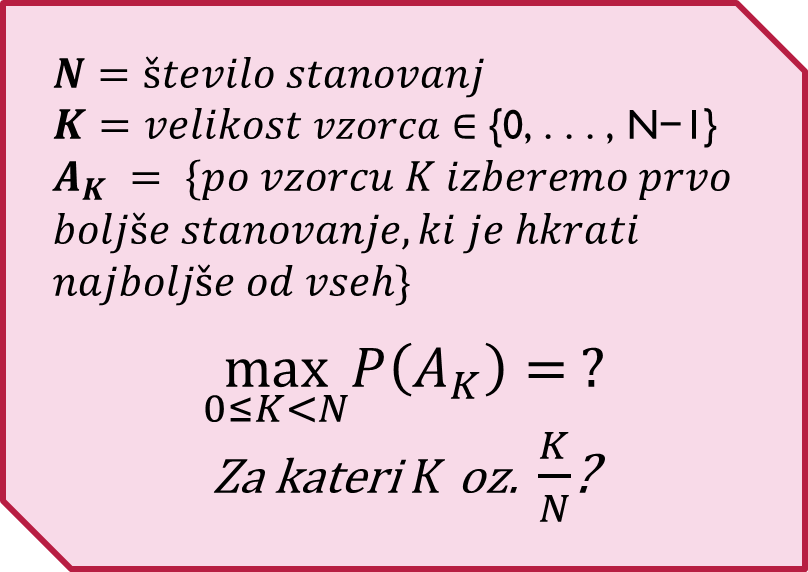 N = število stanovanj
K = velikost vzorca ∈ {0, . . . , N−1}
A_K = {po vzorcu K izberemo prvo
boljše stanovanje, ki je hkrati
najboljše od vseh}
max P(A_K) = ?
0≤K<N
Za kateri K oz. K/N?